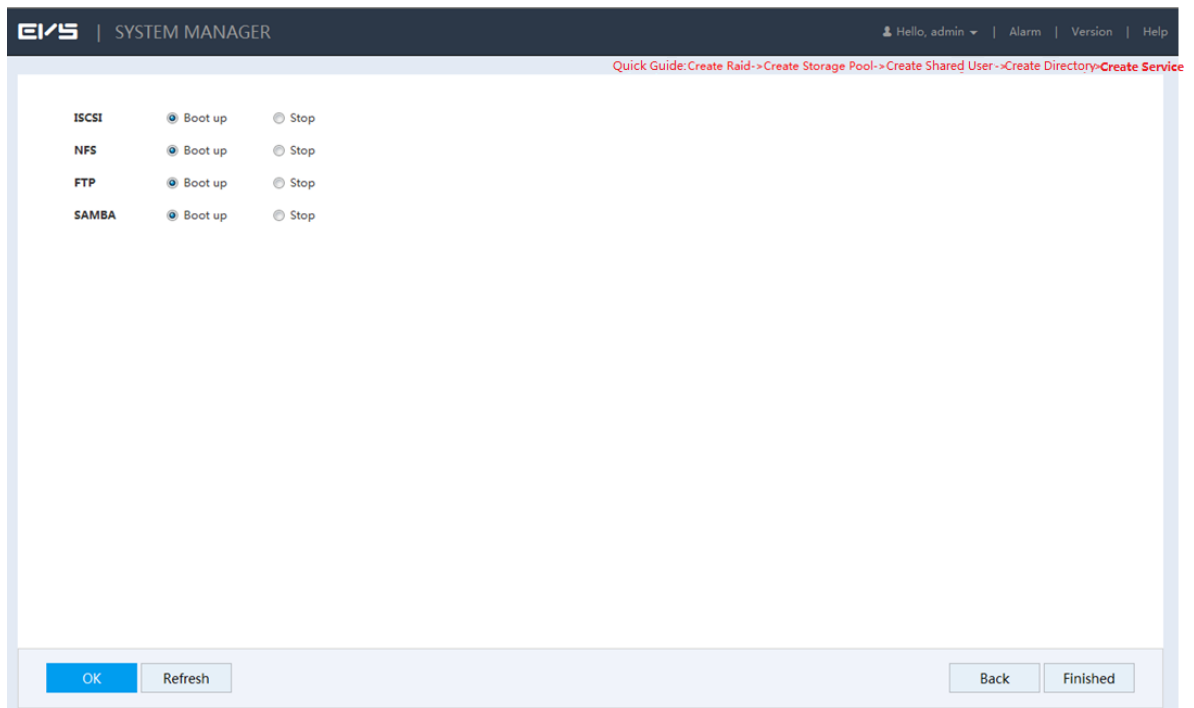 EVS | SYSTEM MANAGER Hello, admin | Alarm | Version | Help
Quick Guide:Create Raid->Create Storage Pool->Create Shared User->Create Directory>Create Service
ISCSI Boot up Stop
NFS Boot up Stop
FTP Boot up Stop
SAMBA Boot up Stop
OK Refresh Back Finished